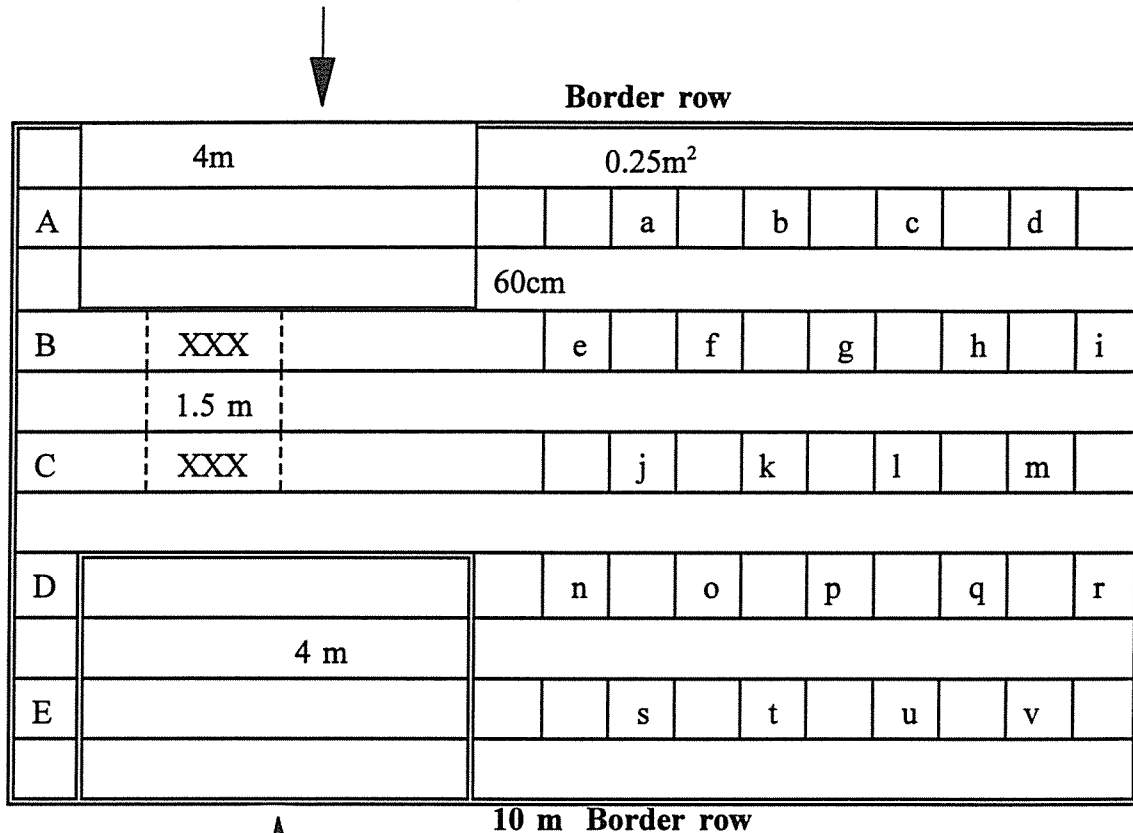 Border row
4m 0.25m²
A a b c d
60cm
B XXX e f g h i
1.5 m
C XXX j k l m
D n o p q r
4 m
E s t u v
10 m Border row